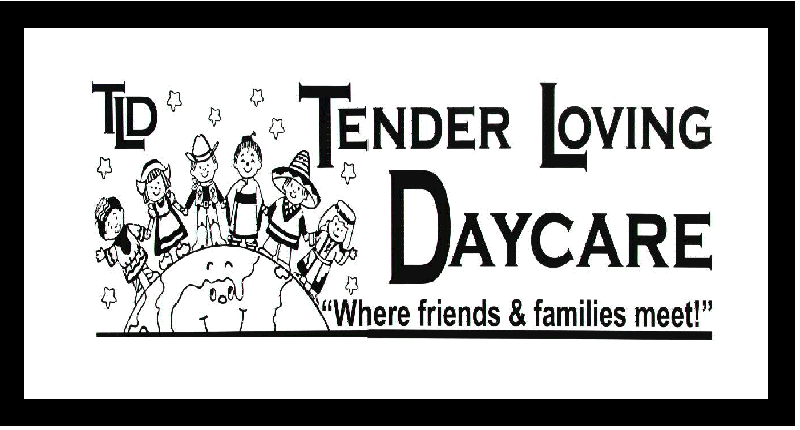 TLD
TENDER LOVING
DAYCARE
“Where friends & families meet!”